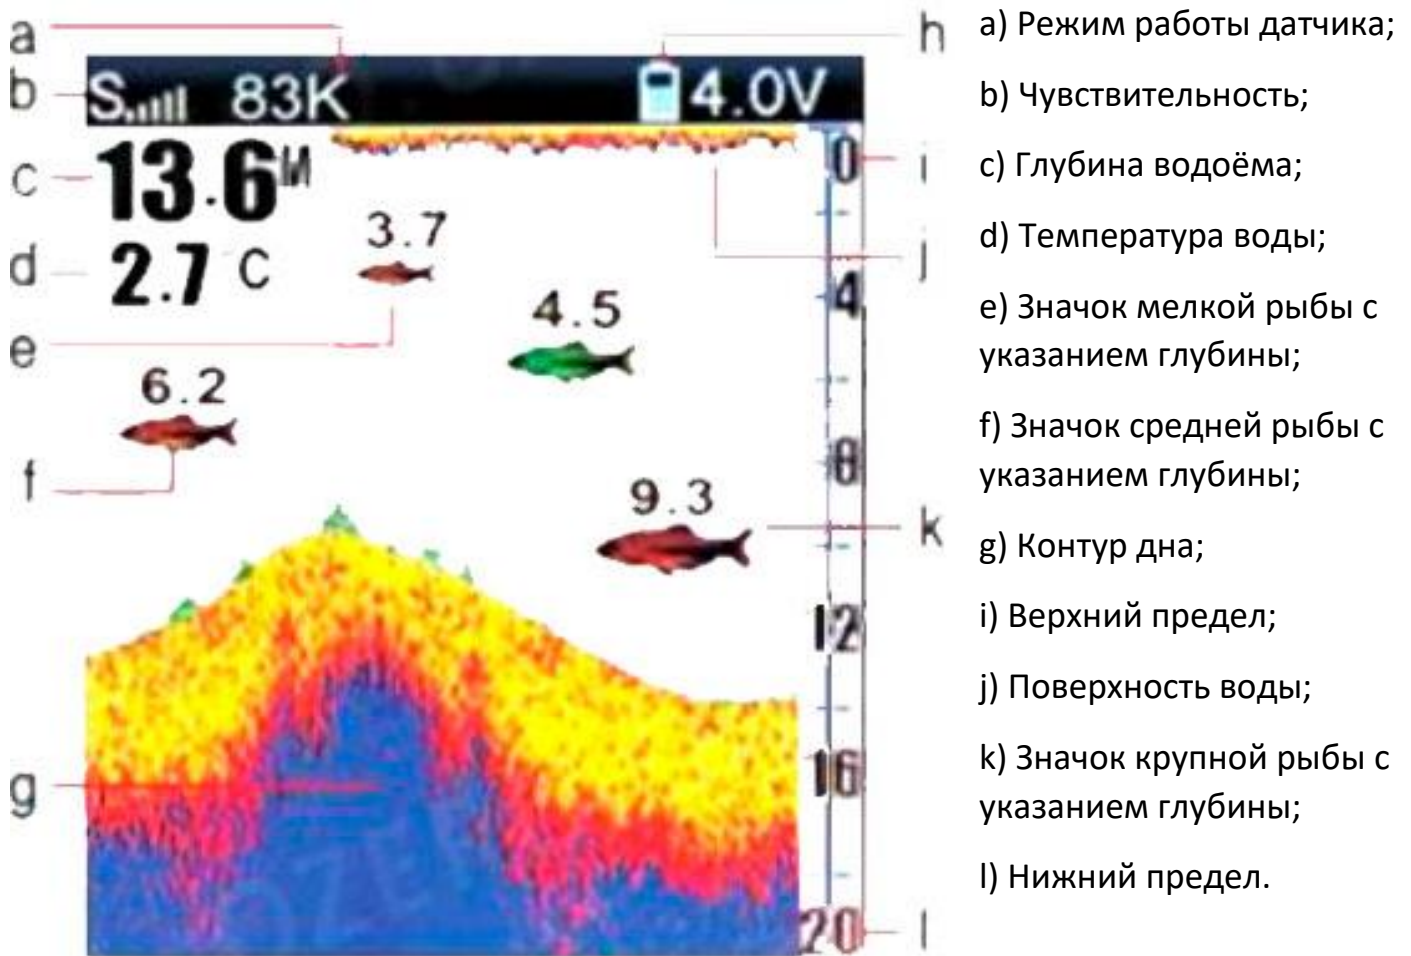 a
h
b
S 83K 4.0V
c
13.6м
i
0
d
2.7 °C
3.7
j
4
4.5
e
6.2
8
f
9.3
k
12
g
16
20
l
a) Режим работы датчика;
b) Чувствительность;
c) Глубина водоёма;
d) Температура воды;
e) Значок мелкой рыбы с
указанием глубины;
f) Значок средней рыбы с
указанием глубины;
g) Контур дна;
i) Верхний предел;
j) Поверхность воды;
k) Значок крупной рыбы с
указанием глубины;
l) Нижний предел.